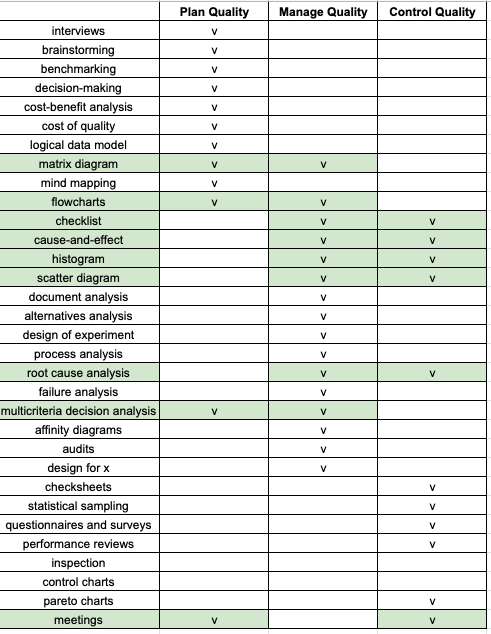 Plan Quality Manage Quality Control Quality
interviews v
brainstorming v
benchmarking v
decision-making v
cost-benefit analysis v
cost of quality v
logical data model v
matrix diagram v v
mind mapping v
flowcharts v v
checklist v v
cause-and-effect v v
histogram v v
scatter diagram v v
document analysis v
alternatives analysis v
design of experiment v
process analysis v
root cause analysis v v
failure analysis v
multicriteria decision analysis v v
affinity diagrams v
audits v
design for x v
checksheets v
statistical sampling v
questionnaires and surveys v
performance reviews v
inspection
control charts
pareto charts v
meetings v v